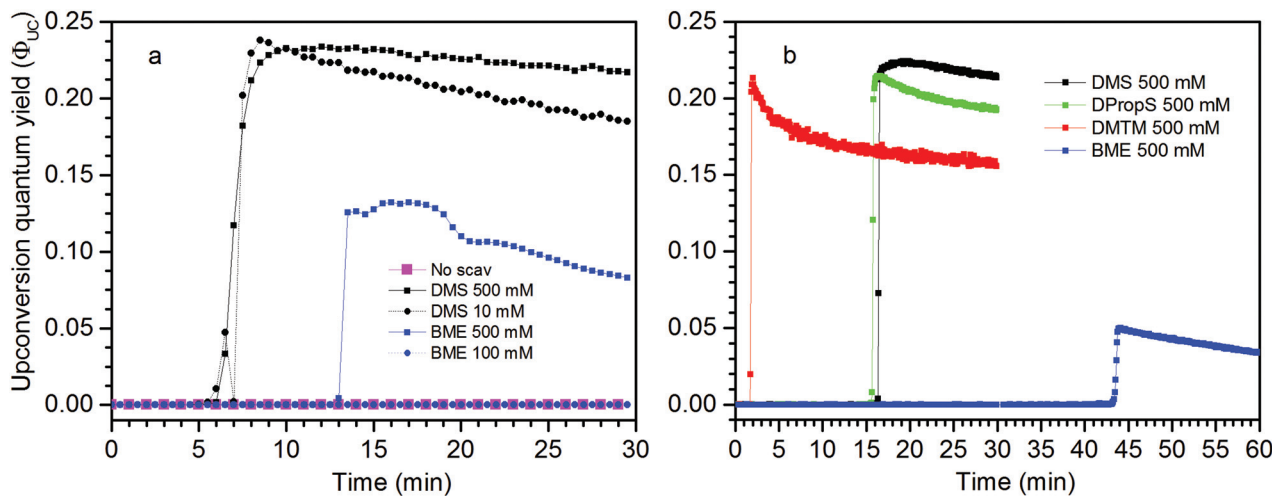 a
Upconversion quantum yield (Φ_UC)
0.25
0.20
0.15
0.10
0.05
0.00
No scav
DMS 500 mM
DMS 10 mM
BME 500 mM
BME 100 mM
0 5 10 15 20 25 30
Time (min)
b
0.25
0.20
0.15
0.10
0.05
0.00
DMS 500 mM
DPropS 500 mM
DMTM 500 mM
BME 500 mM
0 5 10 15 20 25 30 45 50 55 60
Time (min)